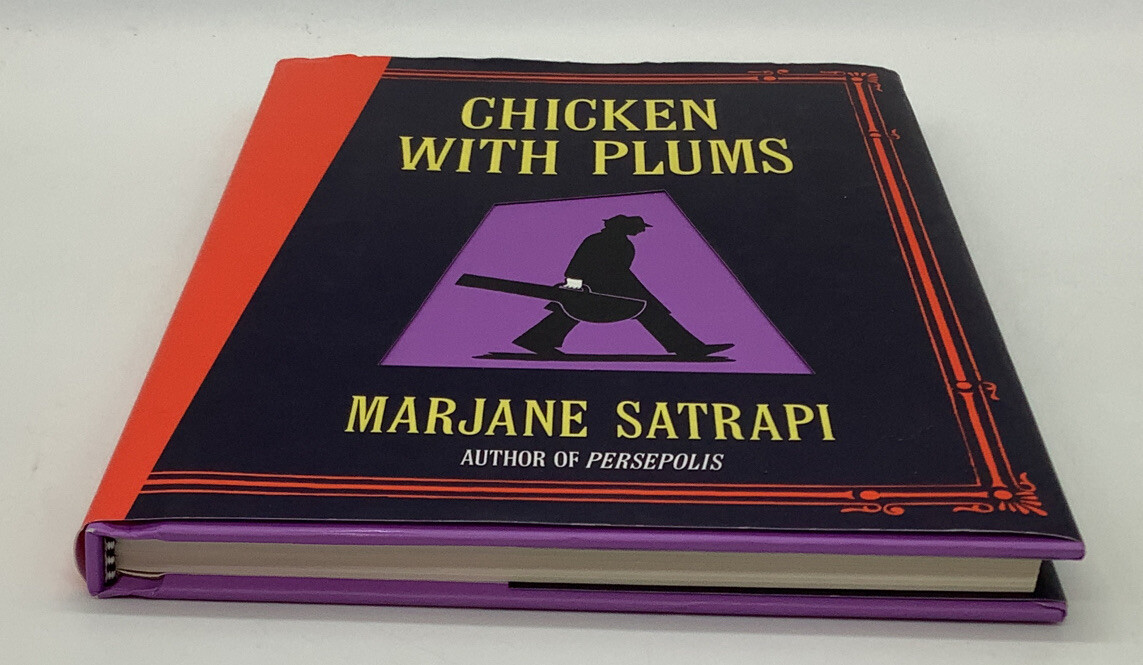 CHICKEN
WITH PLUMS
MARJANE SATRAPI
AUTHOR OF PERSEPOLIS